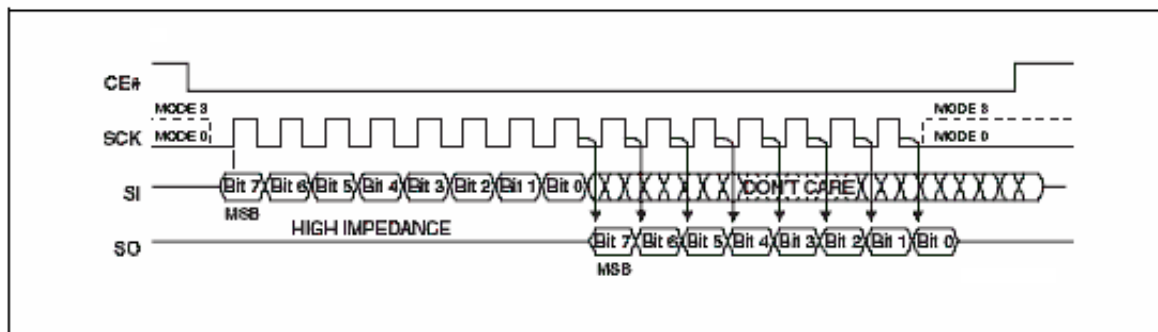 CE#
MODE 3 MODE 3
SCK MODE 0 MODE 0
SI Bit 7 Bit 6 Bit 5 Bit 4 Bit 3 Bit 2 Bit 1 Bit 0 DON'T CARE
MSB
HIGH IMPEDANCE
SO Bit 7 Bit 6 Bit 5 Bit 4 Bit 3 Bit 2 Bit 1 Bit 0
MSB